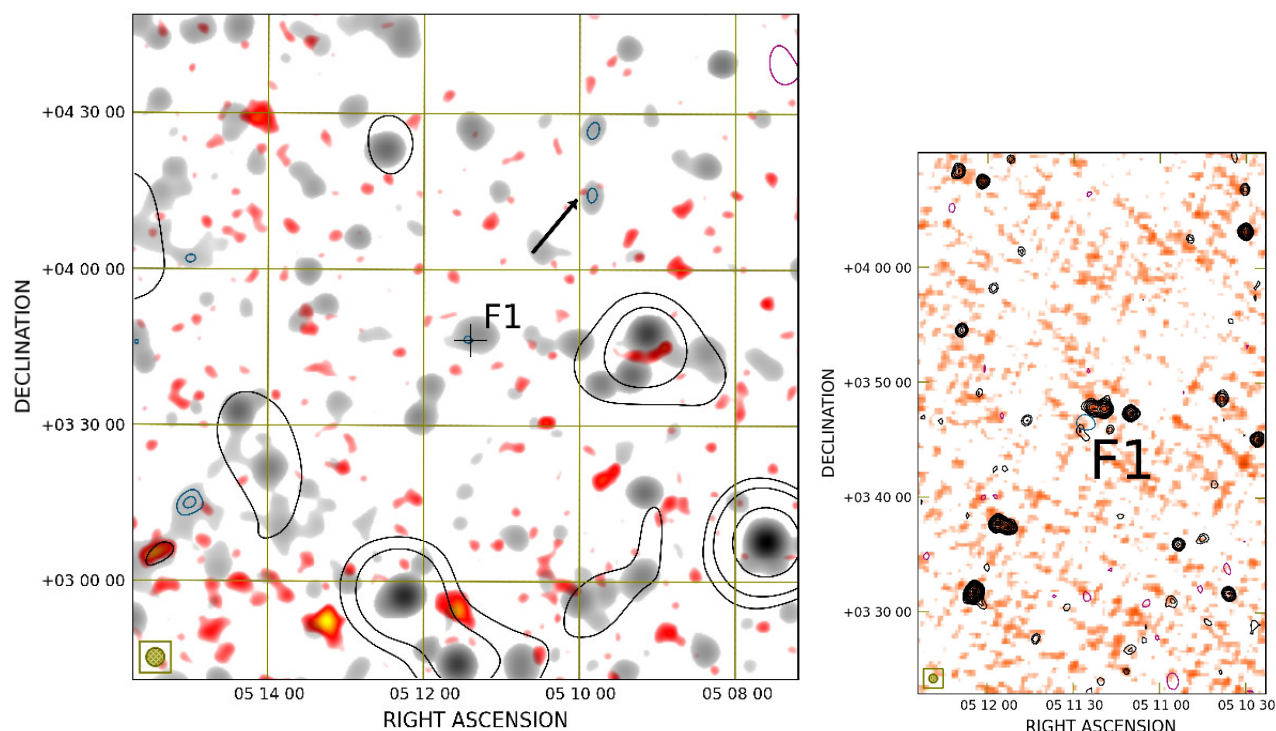 +04 30 00
+04 00 00
+03 30 00
+03 00 00
DECLINATION
F1
05 14 00
05 12 00
05 10 00
05 08 00
RIGHT ASCENSION
+04 00 00
+03 50 00
+03 40 00
+03 30 00
DECLINATION
F1
05 12 00
05 11 30
05 11 00
05 10 30
RIGHT ASCENSION